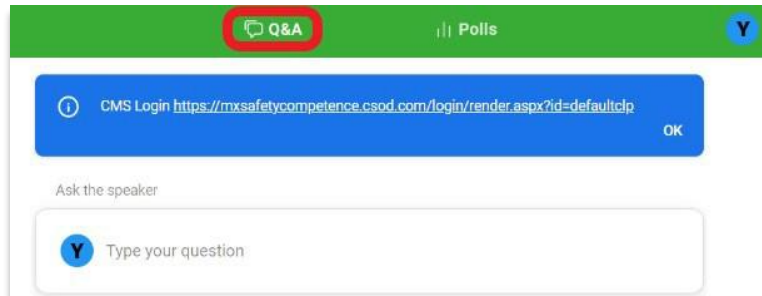 Q&A
Polls
Y
CMS Login https://mxsafetycompetence.csod.com/login/render.aspx?id=defaultclp
OK
Ask the speaker
Y
Type your question